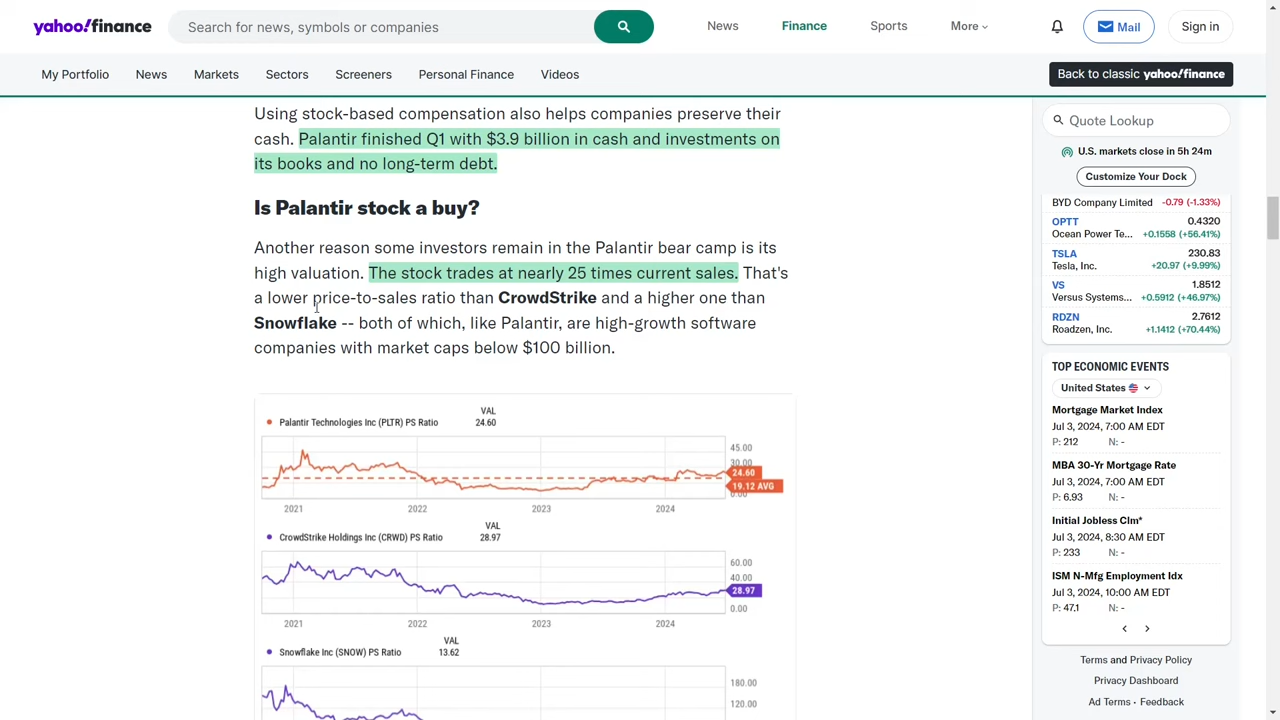 yahoo!finance
Search for news, symbols or companies
News
Finance
Sports
More
Mail
Sign in
My Portfolio
News
Markets
Sectors
Screeners
Personal Finance
Videos
Back to classic yahoo!finance
Using stock-based compensation also helps companies preserve their
cash. Palantir finished Q1 with $3.9 billion in cash and investments on
its books and no long-term debt.
Is Palantir stock a buy?
Another reason some investors remain in the Palantir bear camp is its
high valuation. The stock trades at nearly 25 times current sales. That's
a lower price-to-sales ratio than CrowdStrike and a higher one than
Snowflake -- both of which, like Palantir, are high-growth software
companies with market caps below $100 billion.
VAL
Palantir Technologies Inc (PLTR) PS Ratio 24.60
45.00
30.00
24.60
19.12 AVG
0.00
2021 2022 2023 2024
VAL
CrowdStrike Holdings Inc (CRWD) PS Ratio 28.97
60.00
40.00
28.97
0.00
2021 2022 2023 2024
VAL
Snowflake Inc (SNOW) PS Ratio 13.62
180.00
120.00
Quote Lookup
U.S. markets close in 5h 24m
Customize Your Dock
BYD Company Limited -0.79 (-1.33%)
OPTT 0.4320
Ocean Power Te... +0.1558 (+56.41%)
TSLA 230.83
Tesla, Inc. +20.97 (+9.99%)
VS 1.8512
Versus Systems... +0.5912 (+46.97%)
RDZN 2.7612
Roadzen, Inc. +1.1412 (+70.44%)
TOP ECONOMIC EVENTS
United States
Mortgage Market Index
Jul 3, 2024, 7:00 AM EDT
P: 212 N: -
MBA 30-Yr Mortgage Rate
Jul 3, 2024, 7:00 AM EDT
P: 6.93 N: -
Initial Jobless Clm*
Jul 3, 2024, 8:30 AM EDT
P: 233 N: -
ISM N-Mfg Employment Idx
Jul 3, 2024, 10:00 AM EDT
P: 47.1 N: -
Terms and Privacy Policy
Privacy Dashboard
Ad Terms • Feedback